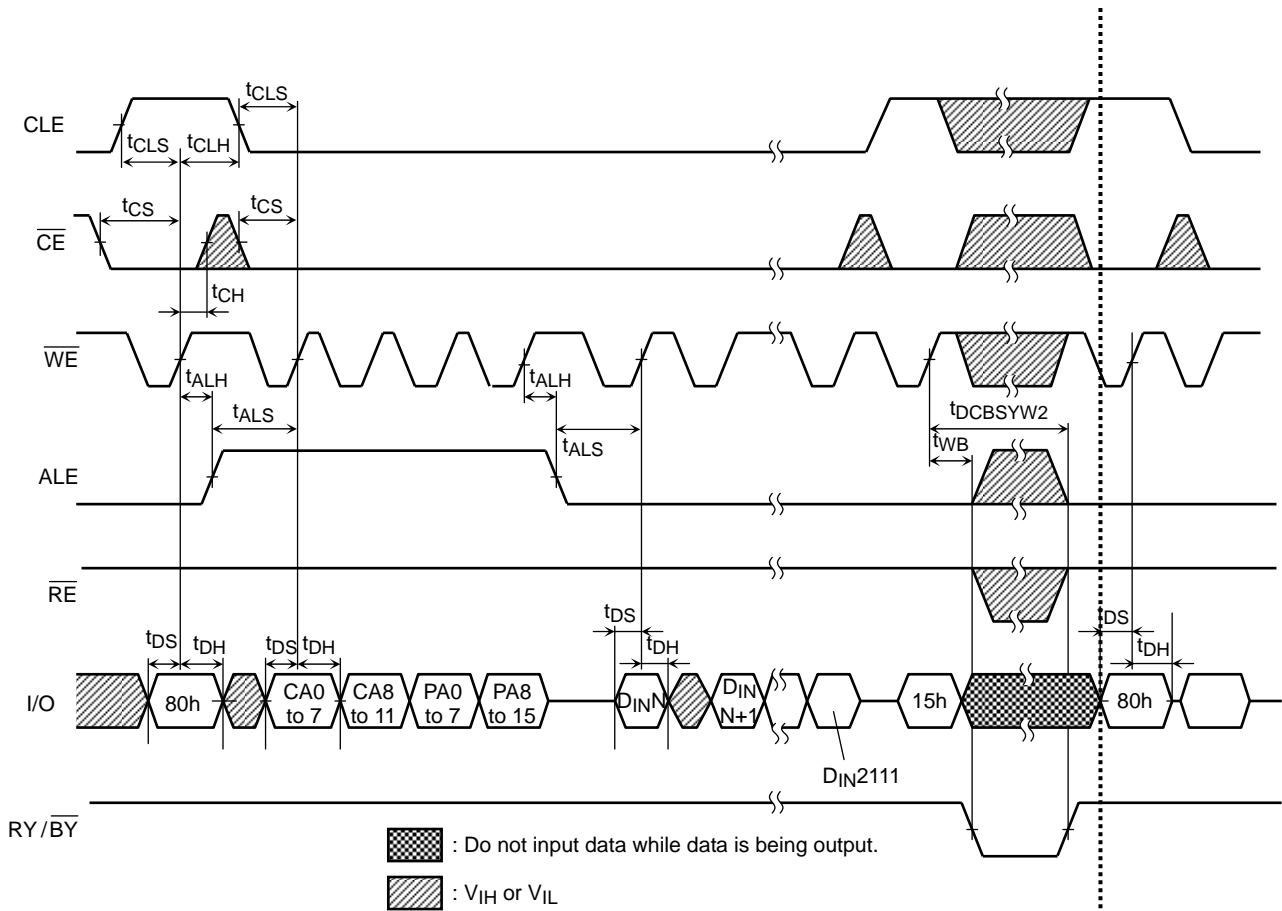 CLE
tCLS
tCLS
tCLH
CE
tCS
tCS
tCH
WE
tALH
tALH
tALS
tALS
tDCBSYW2
tWB
ALE
RE
tDS
tDH
tDS
tDH
tDS
tDH
tDS
tDH
I/O
80h
CA0
to 7
CA8
to 11
PA0
to 7
PA8
to 15
DINN
DIN
N+1
DIN2111
15h
80h
RY/BY
: Do not input data while data is being output.
: VIH or VIL